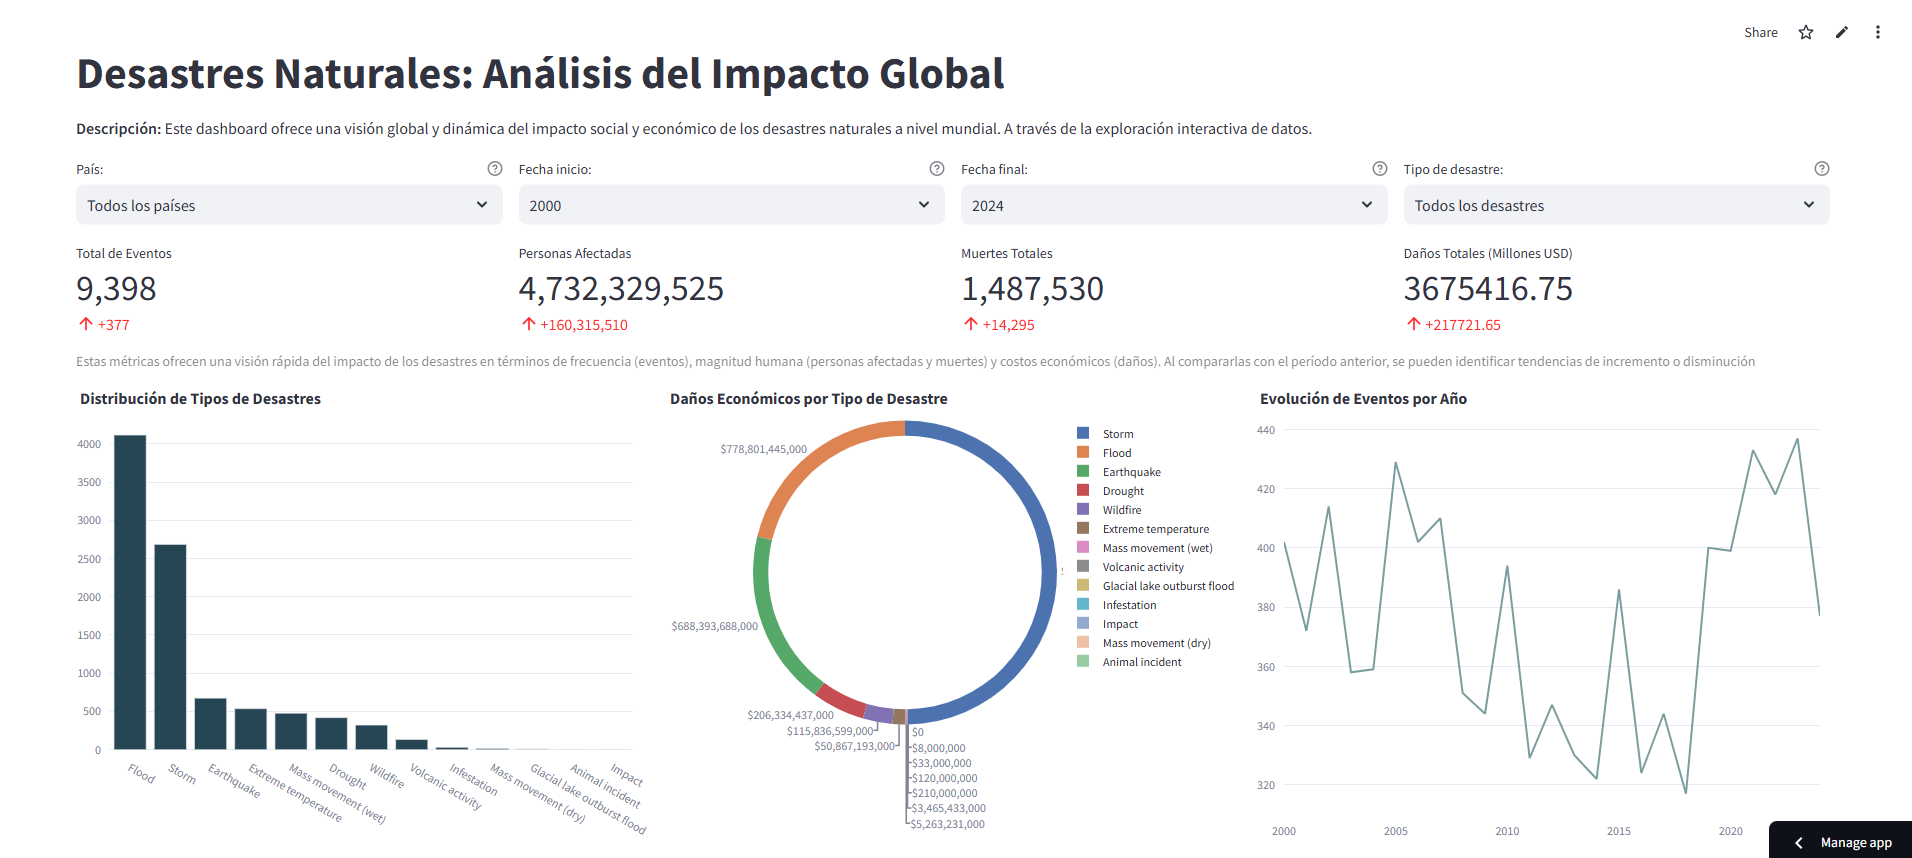 Share
Desastres Naturales: Análisis del Impacto Global
Descripción: Este dashboard ofrece una visión global y dinámica del impacto social y económico de los desastres naturales a nivel mundial. A través de la exploración interactiva de datos.
País:
Fecha inicio:
Fecha final:
Tipo de desastre:
Todos los países
2000
2024
Todos los desastres
Total de Eventos
Personas Afectadas
Muertes Totales
Daños Totales (Millones USD)
9,398
4,732,329,525
1,487,530
3675416.75
+377
+160,315,510
+14,295
+217721.65
Estas métricas ofrecen una visión rápida del impacto de los desastres en términos de frecuencia (eventos), magnitud humana (personas afectadas y muertes) y costos económicos (daños). Al compararlas con el período anterior, se pueden identificar tendencias de incremento o disminución
Distribución de Tipos de Desastres
4000
3500
3000
2500
2000
1500
1000
500
0
Flood
Storm
Earthquake
Extreme temperature
Mass movement (wet)
Drought
Wildfire
Volcanic activity
Infestation
Mass movement (dry)
Glacial lake outburst flood
Animal incident
Impact
Daños Económicos por Tipo de Desastre
$778,801,445,000
$688,393,688,000
$206,334,437,000
$115,836,599,000
$50,867,193,000
$0
$8,000,000
$33,000,000
$120,000,000
$210,000,000
$3,465,433,000
$5,263,231,000
Storm
Flood
Earthquake
Drought
Wildfire
Extreme temperature
Mass movement (wet)
Volcanic activity
Glacial lake outburst flood
Infestation
Impact
Mass movement (dry)
Animal incident
Evolución de Eventos por Año
440
420
400
380
360
340
320
2000
2005
2010
2015
2020
Manage app